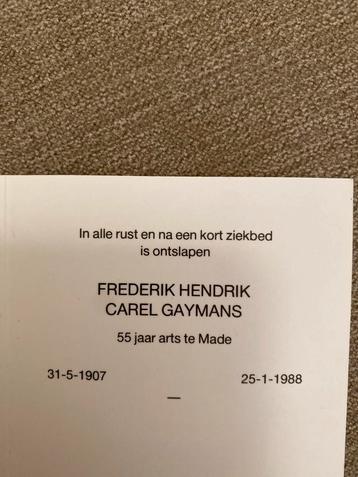 In alle rust en na een kort ziekbed
is ontslapen
FREDERIK HENDRIK
CAREL GAYMANS
55 jaar arts te Made
31-5-1907 — 25-1-1988